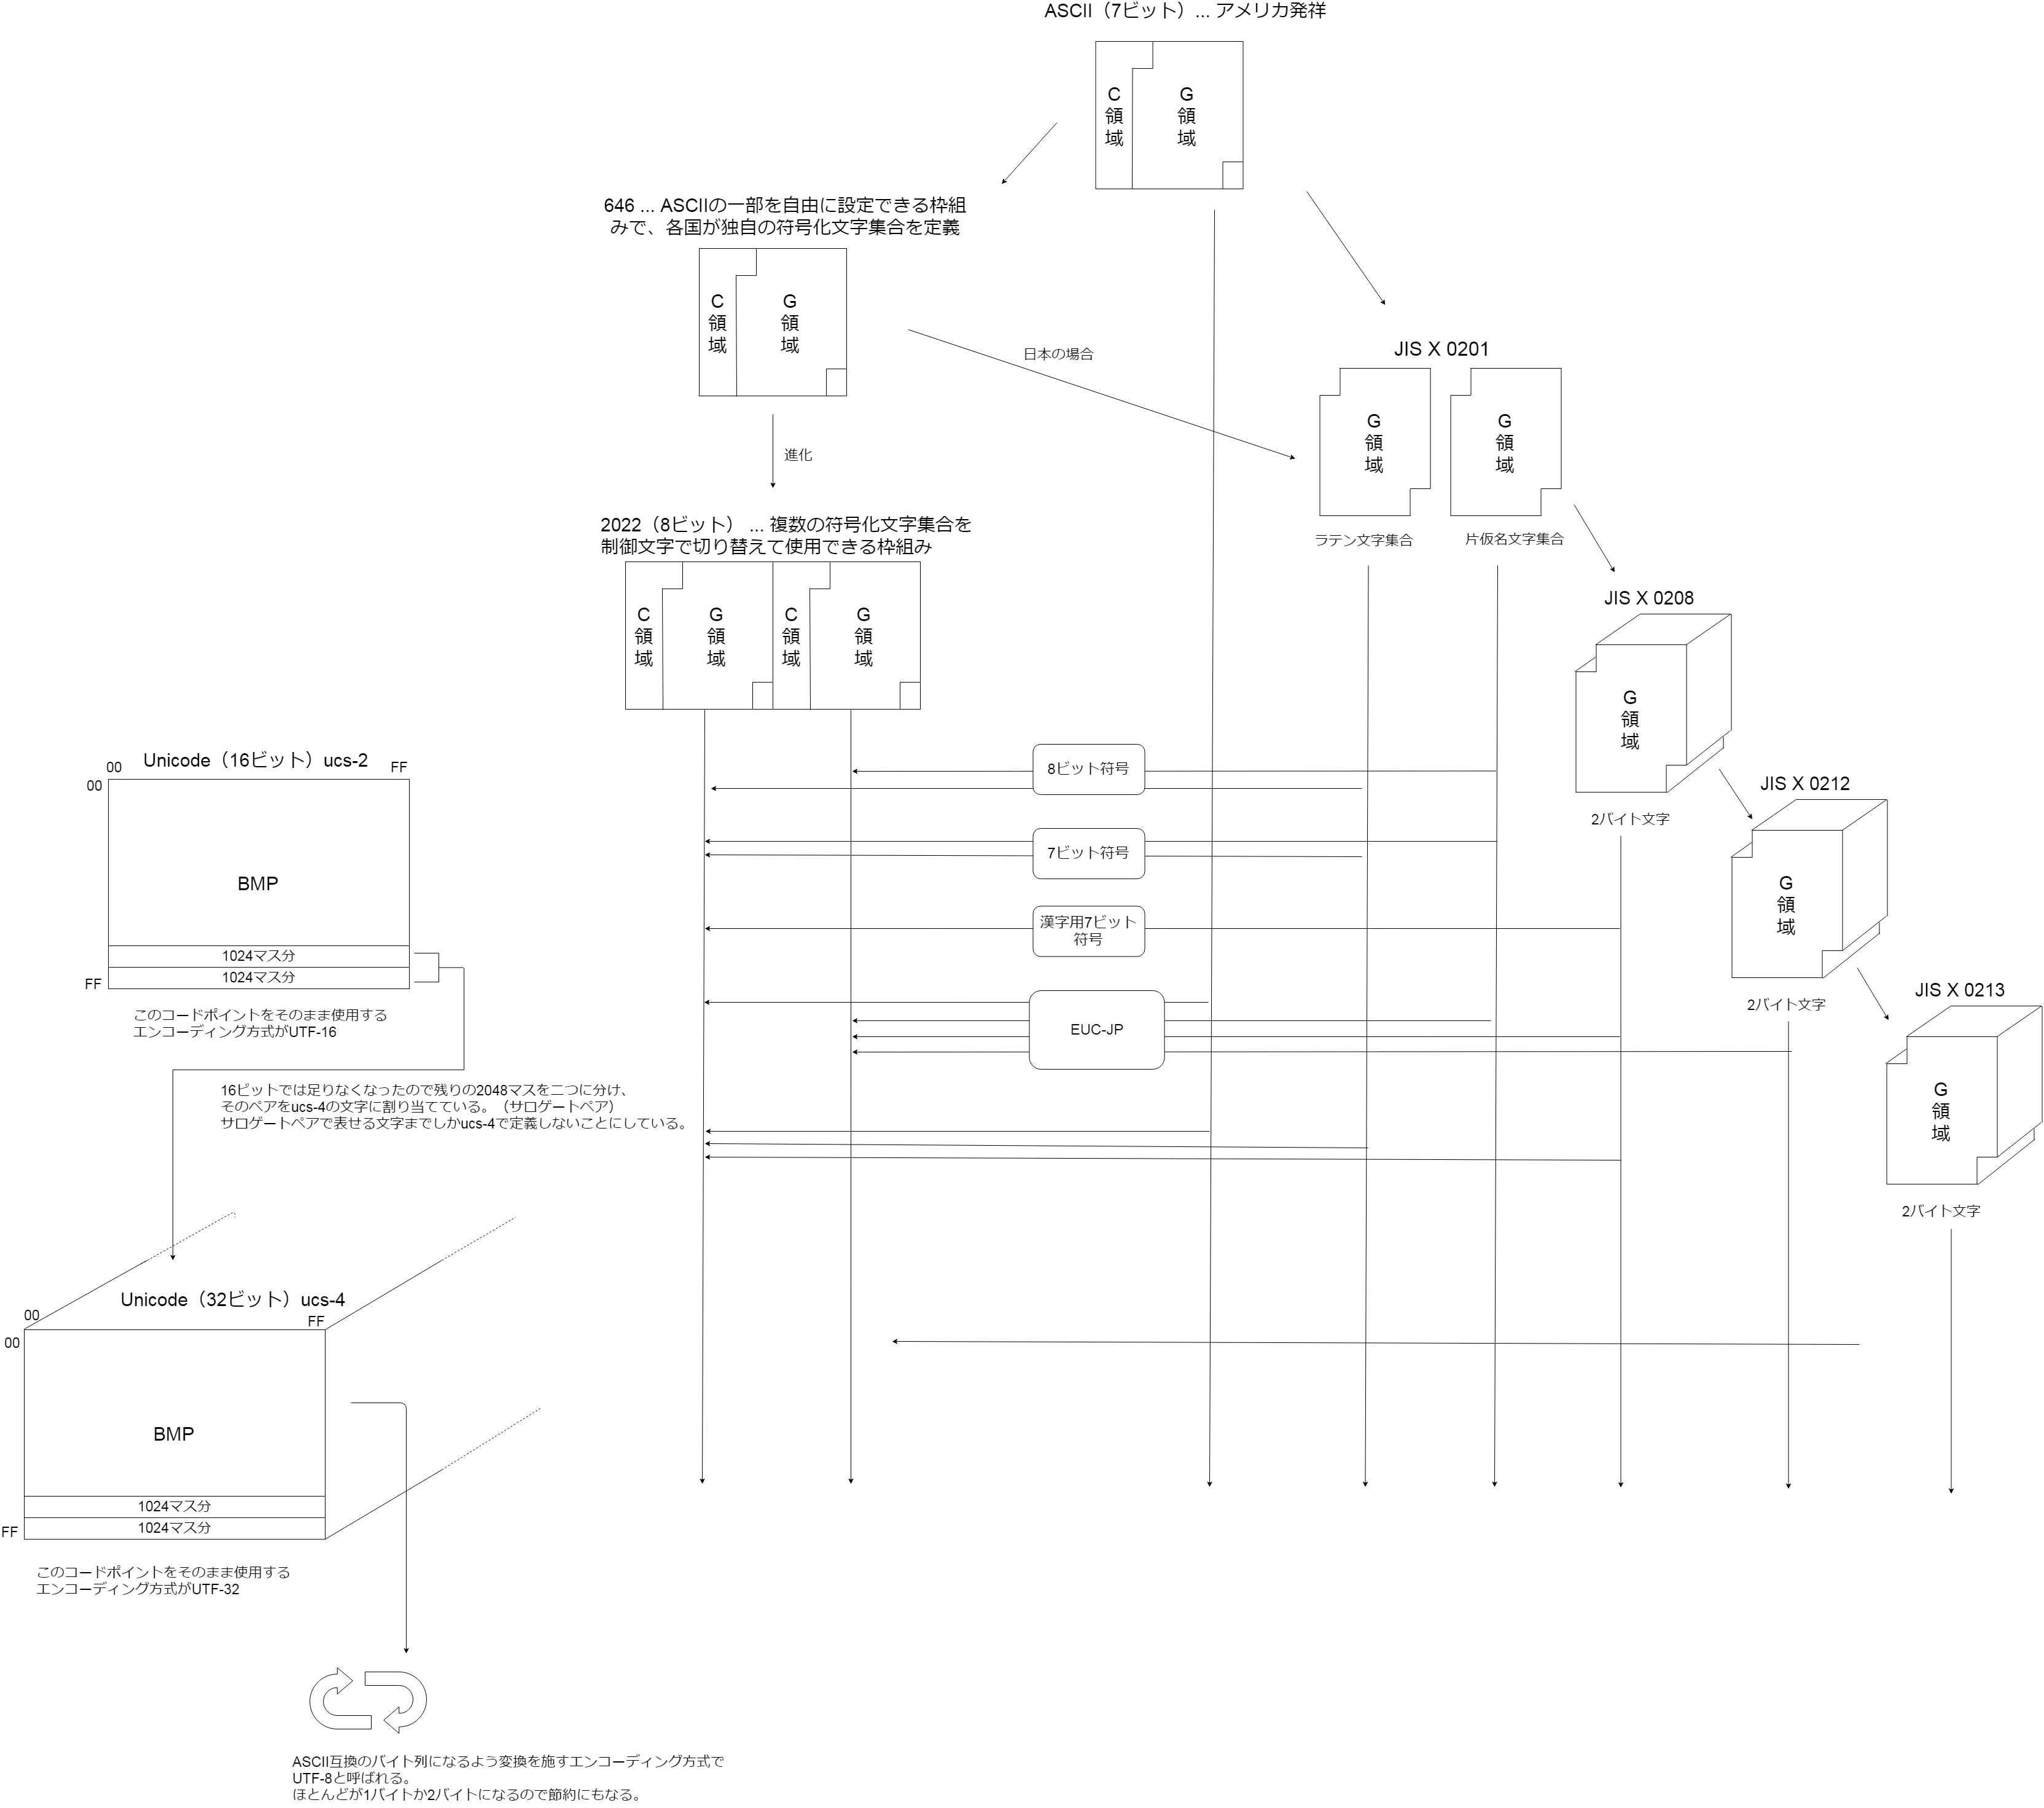 ASCII（7ビット）... アメリカ発祥
C
領
域
G
領
域
646 ... ASCIIの一部を自由に設定できる枠組
みで、各国が独自の符号化文字集合を定義
C
領
域
G
領
域
日本の場合
JIS X 0201
G
領
域
G
領
域
ラテン文字集合
片仮名文字集合
進化
2022（8ビット） ... 複数の符号化文字集合を
制御文字で切り替えて使用できる枠組み
C
領
域
G
領
域
C
領
域
G
領
域
JIS X 0208
G
領
域
2バイト文字
JIS X 0212
G
領
域
2バイト文字
JIS X 0213
G
領
域
2バイト文字
8ビット符号
7ビット符号
漢字用7ビット
符号
EUC-JP
Unicode（16ビット）ucs-2
00
FF
00
BMP
1024マス分
1024マス分
FF
このコードポイントをそのまま使用する
エンコーディング方式がUTF-16
16ビットでは足りなくなったので残りの2048マスを二つに分け、
そのペアをucs-4の文字に割り当てている。（サロゲートペア）
サロゲートペアで表せる文字までしかucs-4で定義しないことにしている。
Unicode（32ビット）ucs-4
00
FF
00
BMP
1024マス分
1024マス分
FF
このコードポイントをそのまま使用する
エンコーディング方式がUTF-32
ASCII互換のバイト列になるよう変換を施すエンコーディング方式で
UTF-8と呼ばれる。
ほとんどが1バイトか2バイトになるので節約にもなる。